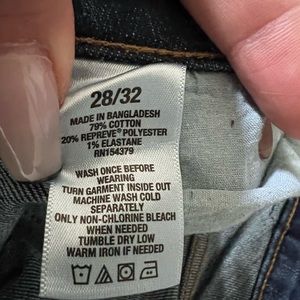 28/32
MADE IN BANGLADESH
79% COTTON
20% REPREVE® POLYESTER
1% ELASTANE
RN154379
WASH ONCE BEFORE
WEARING
TURN GARMENT INSIDE OUT
MACHINE WASH COLD
SEPARATELY
ONLY NON-CHLORINE BLEACH
WHEN NEEDED
TUMBLE DRY LOW
WARM IRON IF NEEDED